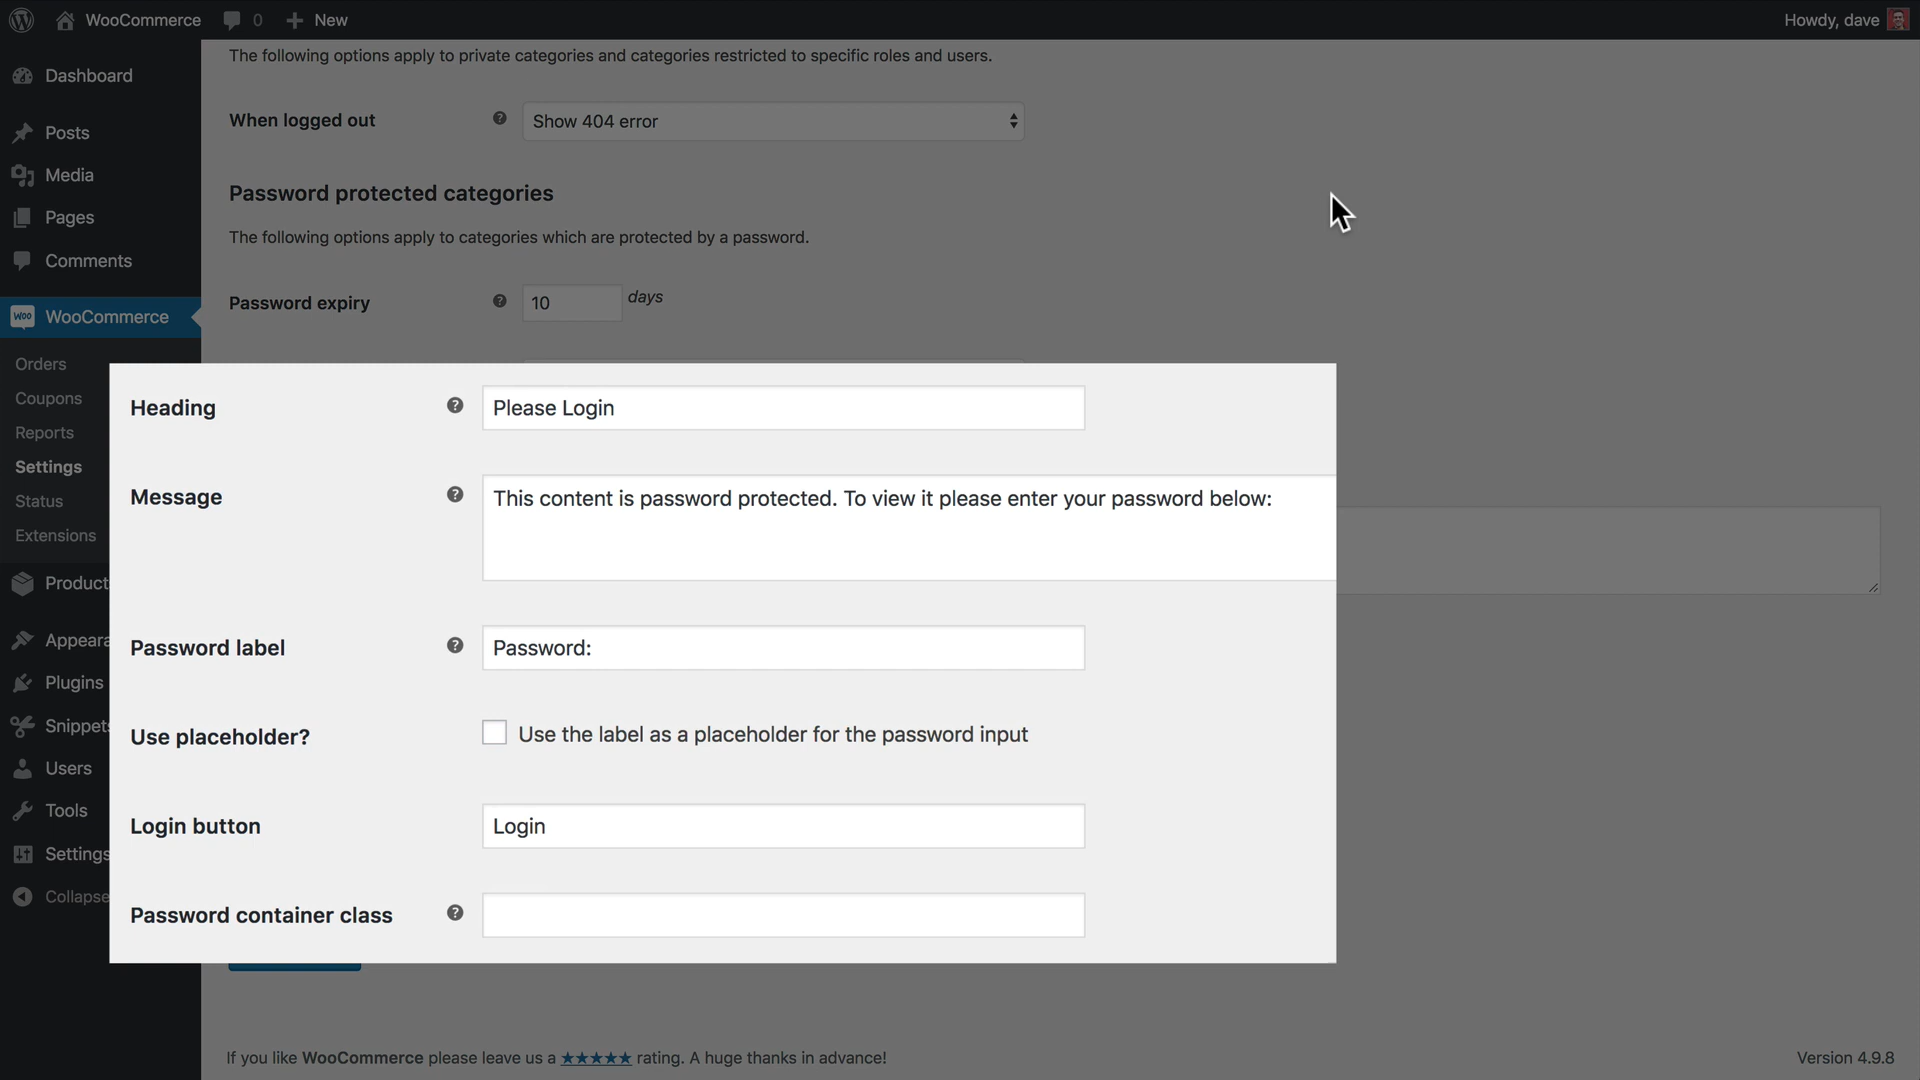 WooCommerce 0 New Howdy, dave
Dashboard
Posts
Media
Pages
Comments
WooCommerce
Orders
Coupons
Reports
Settings
Status
Extensions
Product
Appeara
Plugins
Snippets
Users
Tools
Settings
Collapse
The following options apply to private categories and categories restricted to specific roles and users.
When logged out ? Show 404 error
Password protected categories
The following options apply to categories which are protected by a password.
Password expiry ? 10 days
Heading ? Please Login
Message ? This content is password protected. To view it please enter your password below:
Password label ? Password:
Use placeholder? Use the label as a placeholder for the password input
Login button Login
Password container class ?
If you like WooCommerce please leave us a ★★★★★ rating. A huge thanks in advance! Version 4.9.8